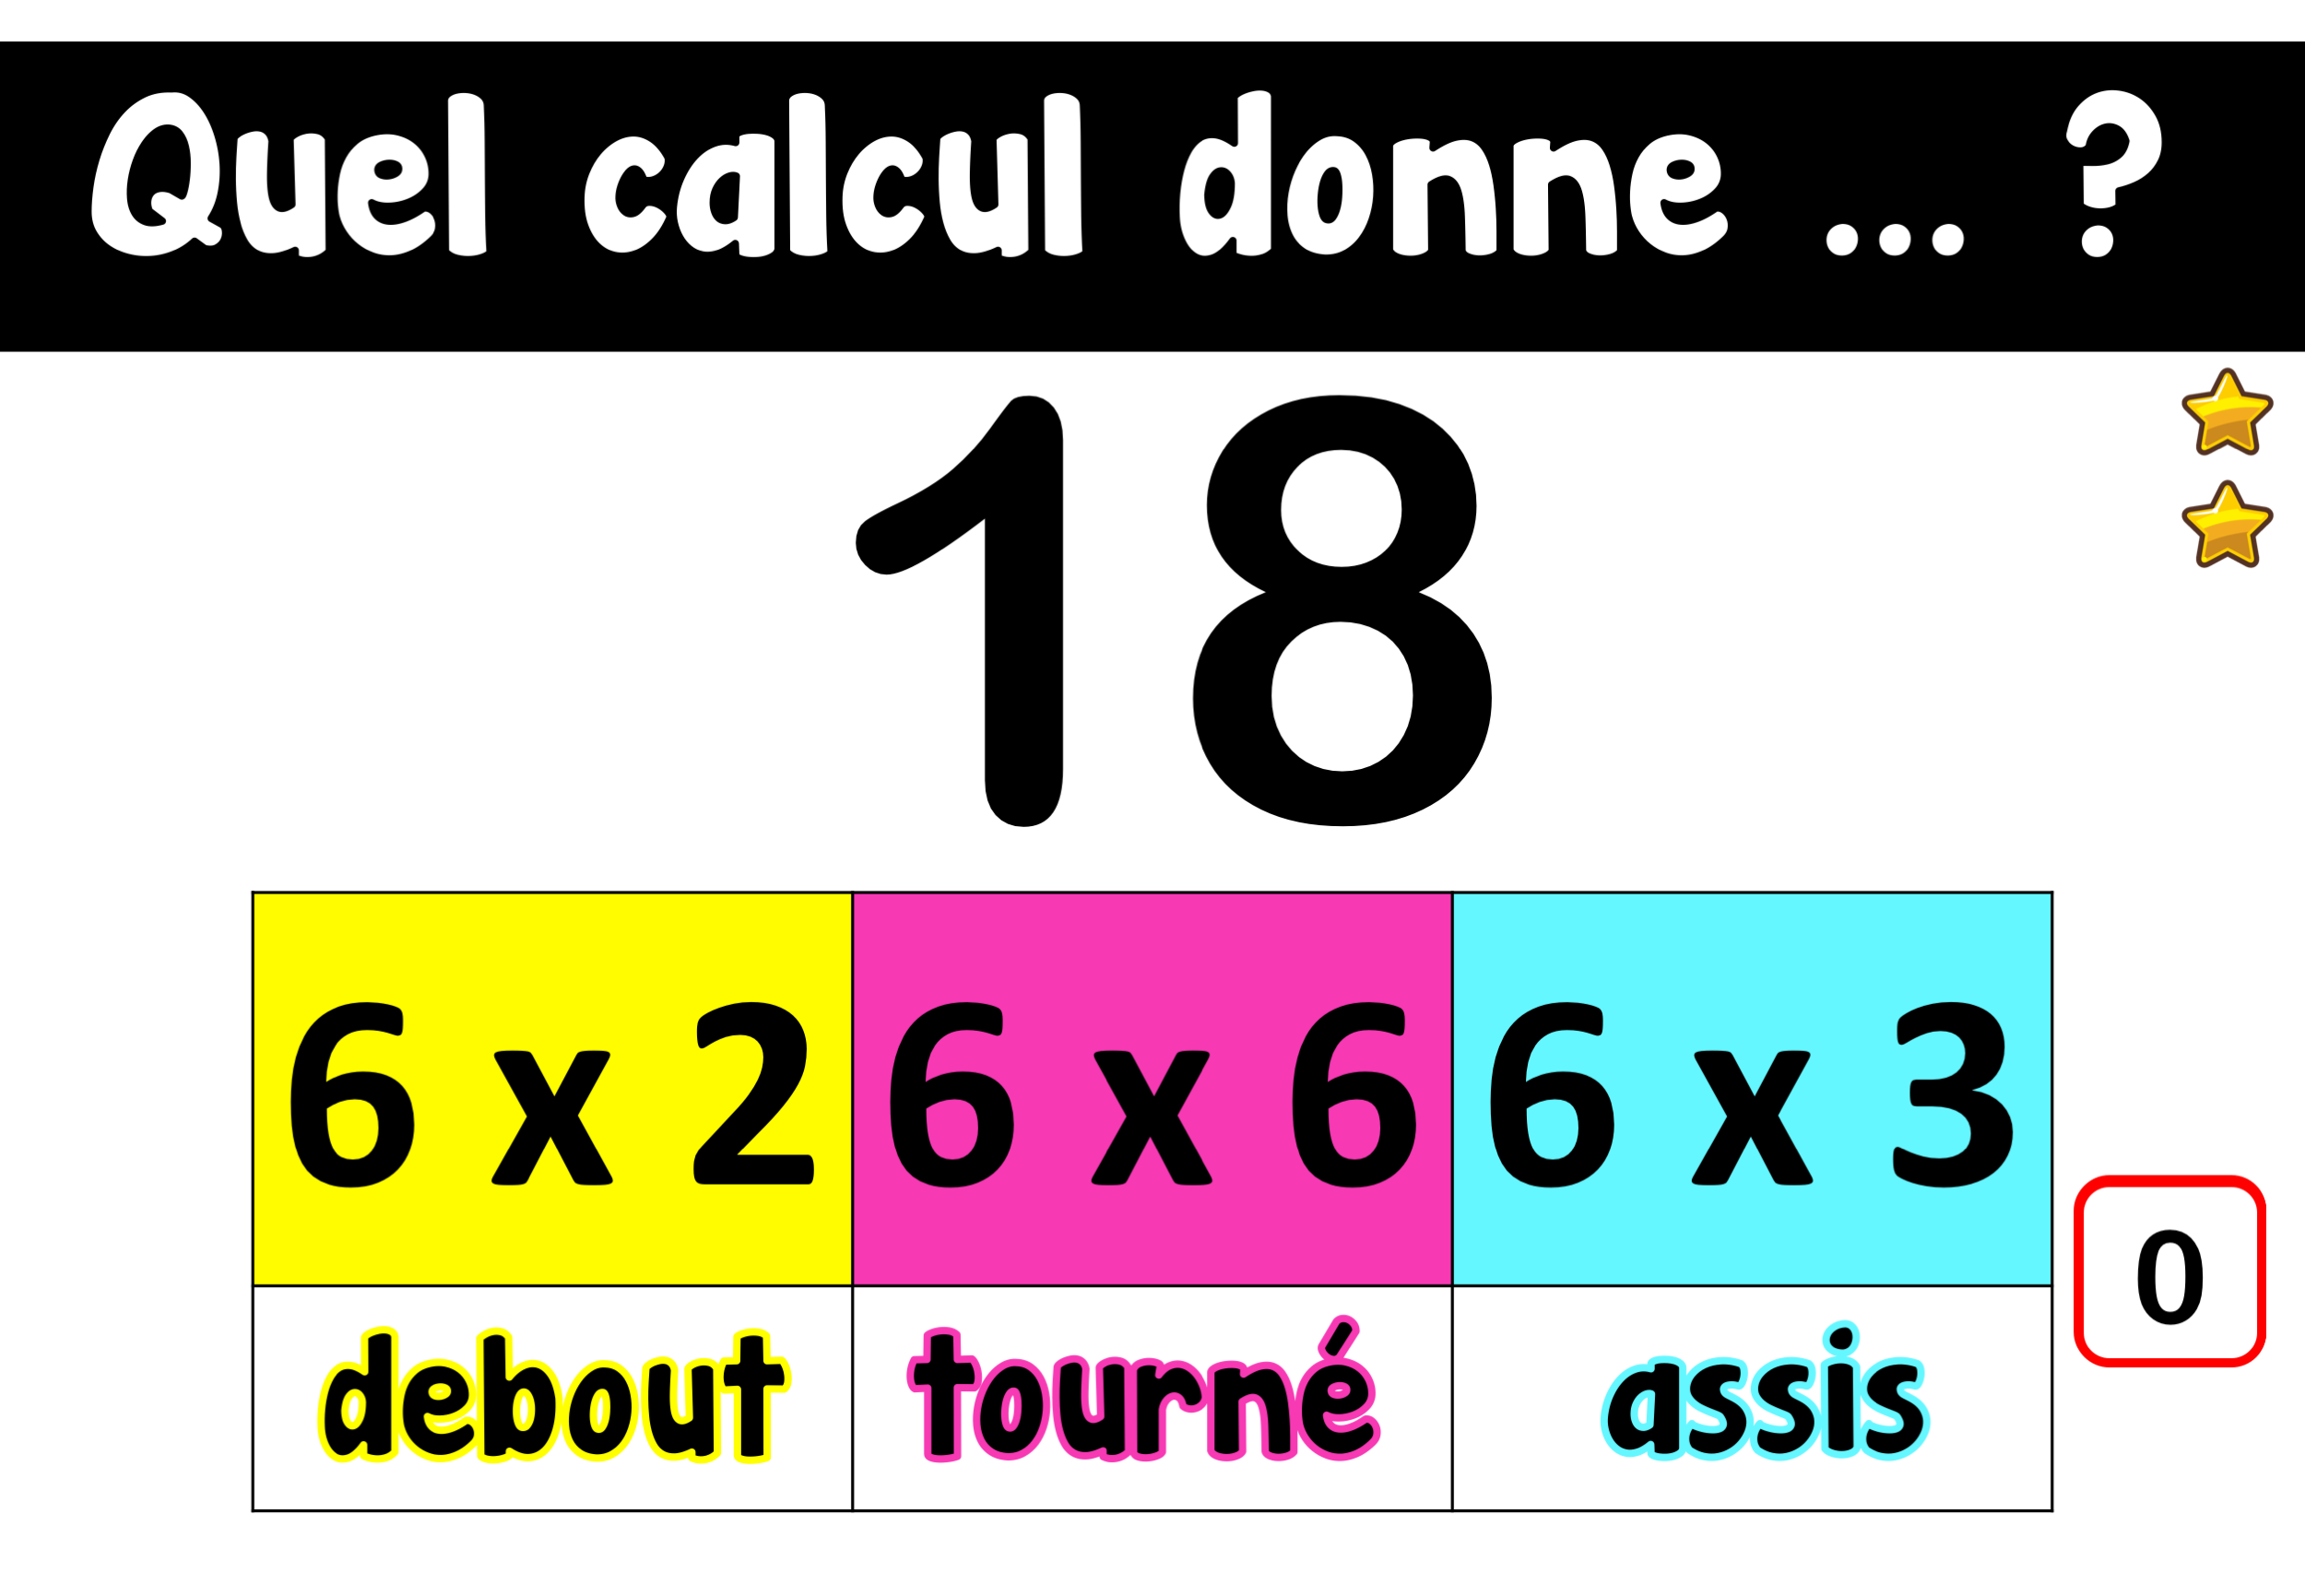 Quel calcul donne ... ?
18
6 x 2 6 x 6 6 x 3
0
debout tourné assis